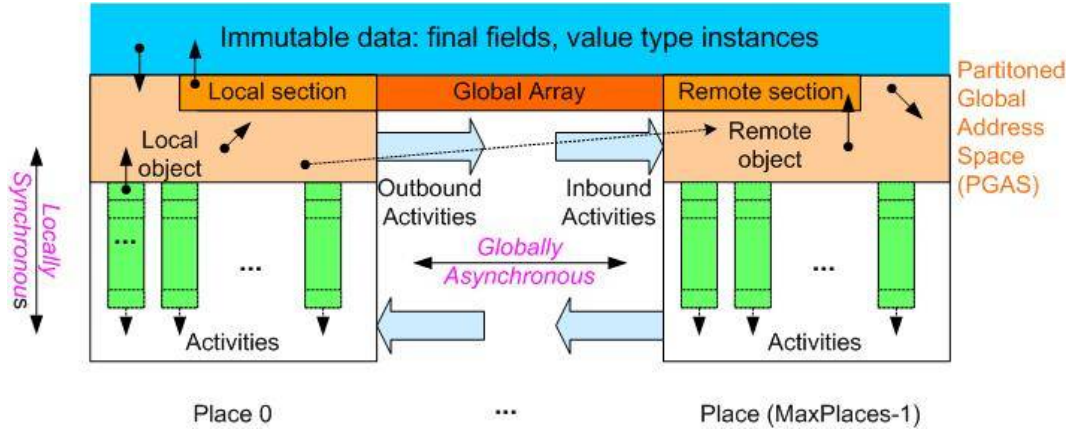 Immutable data: final fields, value type instances
Local section
Global Array
Remote section
Partitoned
Global
Address
Space
(PGAS)
Local
object
Remote
object
Outbound
Activities
Inbound
Activities
Locally
Synchronous
...
...
Globally
Asynchronous
...
Activities
Activities
Place 0
...
Place (MaxPlaces-1)